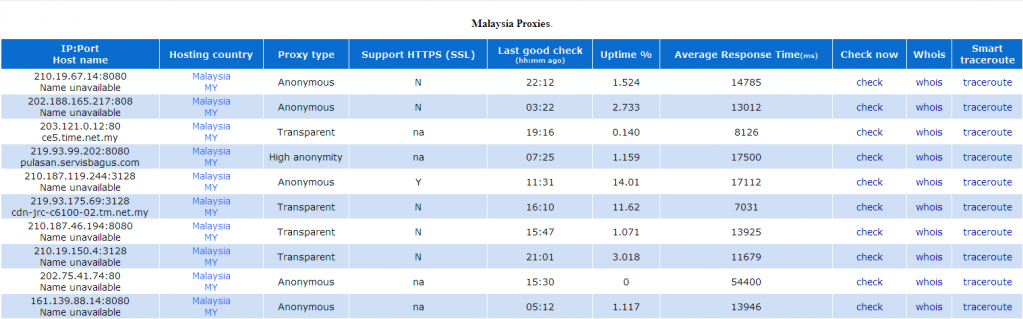 Malaysia Proxies.
IP:Port Hosting country Proxy type Support HTTPS (SSL) Last good check Uptime % Average Response Time(ms) Check now Whois Smart
Host name (hh:mm ago) traceroute
210.19.67.14:8080 Malaysia Anonymous N 22:12 1.524 14785 check whois traceroute
Name unavailable MY
202.188.165.217:808 Malaysia Anonymous N 03:22 2.733 13012 check whois traceroute
Name unavailable MY
203.121.0.12:80 Malaysia Transparent na 19:16 0.140 8126 check whois traceroute
ce5.time.net.my MY
219.93.99.202:8080 Malaysia High anonymity na 07:25 1.159 17500 check whois traceroute
pulasan.servisbagus.com MY
210.187.119.244:3128 Malaysia Anonymous Y 11:31 14.01 17112 check whois traceroute
Name unavailable MY
219.93.175.69:3128 Malaysia Transparent N 16:10 11.62 7031 check whois traceroute
cdn-jrc-c6100-02.tm.net.my MY
210.187.46.194:8080 Malaysia Transparent N 15:47 1.071 13925 check whois traceroute
Name unavailable MY
210.19.150.4:3128 Malaysia Transparent N 21:01 3.018 11679 check whois traceroute
Name unavailable MY
202.75.41.74:80 Malaysia Anonymous na 15:30 0 54400 check whois traceroute
Name unavailable MY
161.139.88.14:8080 Malaysia Anonymous na 05:12 1.117 13946 check whois traceroute
Name unavailable MY